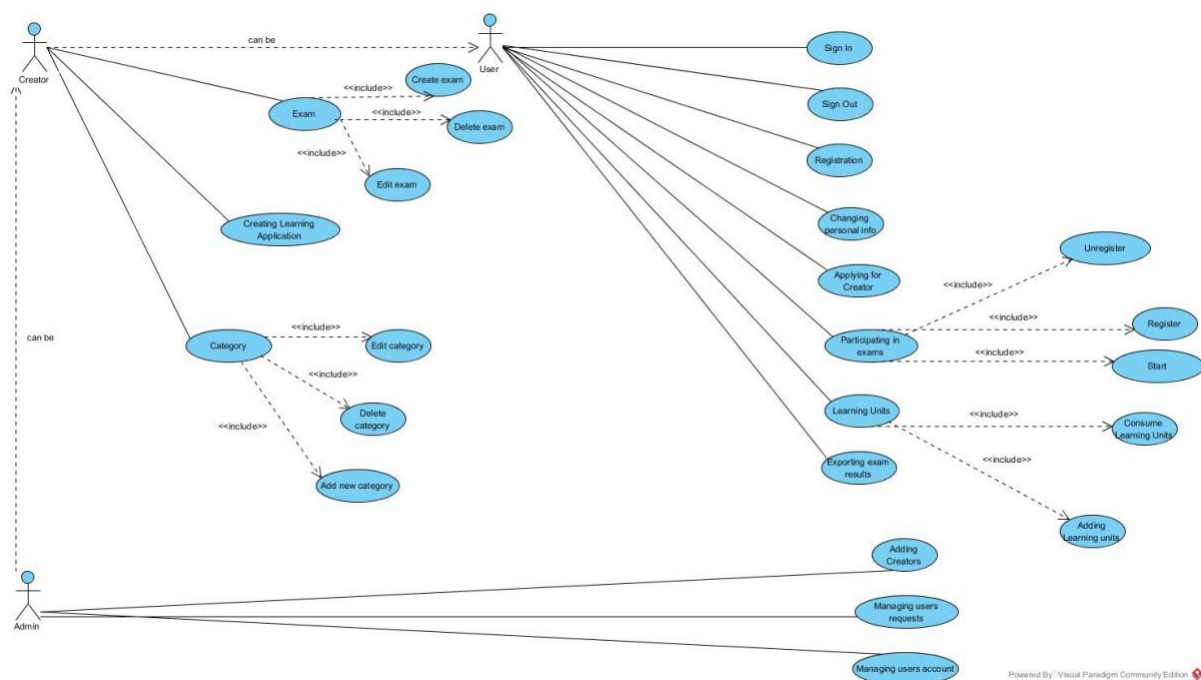 can be
Creator
User
Sign In
<<include>>
Create exam
Exam
<<include>>
Delete exam
Sign Out
<<include>>
Edit exam
Registration
Creating Learning
Application
Changing
personal info
Unregister
Applying for
Creator
<<include>>
can be
Category
<<include>>
Edit category
Participating in
exams
<<include>>
Register
<<include>>
Start
<<include>>
Delete
category
Learning Units
<<include>>
Consume
Learning Units
<<include>>
Add new category
Exporting exam
results
<<include>>
Adding
Learning units
Adding
Creators
Admin
Managing users
requests
Managing users account
Powered By Visual Paradigm Community Edition